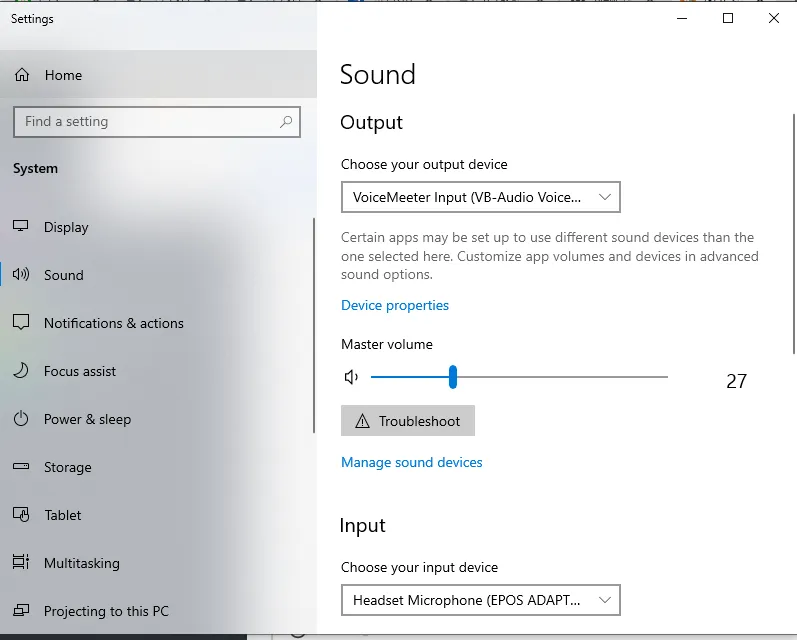 Settings
Home
Find a setting
System
Display
Sound
Notifications & actions
Focus assist
Power & sleep
Storage
Tablet
Multitasking
Projecting to this PC
Sound
Output
Choose your output device
VoiceMeeter Input (VB-Audio Voice...
Certain apps may be set up to use different sound devices than the
one selected here. Customize app volumes and devices in advanced
sound options.
Device properties
Master volume
27
Troubleshoot
Manage sound devices
Input
Choose your input device
Headset Microphone (EPOS ADAPT...